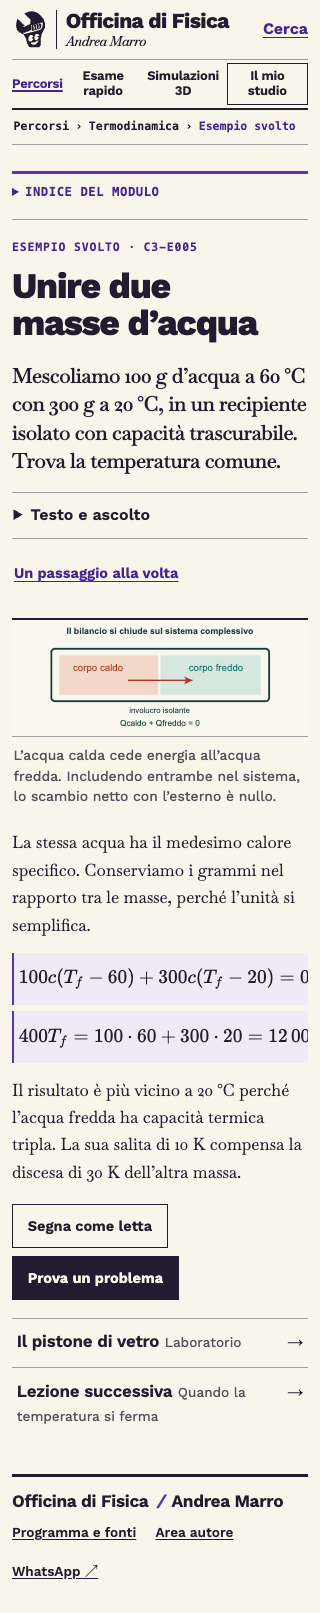 Officina di Fisica
Andrea Marro
Cerca
Percorsi
Esame rapido
Simulazioni 3D
Il mio studio
Percorsi › Termodinamica › Esempio svolto
▶ INDICE DEL MODULO
ESEMPIO SVOLTO · C3–E005
Unire due
masse d’acqua
Mescoliamo 100 g d’acqua a 60 °C
con 300 g a 20 °C, in un recipiente
isolato con capacità trascurabile.
Trova la temperatura comune.
▶ Testo e ascolto
Un passaggio alla volta
Il bilancio si chiude sul sistema complessivo
corpo caldo
corpo freddo
involucro isolante
Qcaldo + Qfreddo = 0
L’acqua calda cede energia all’acqua
fredda. Includendo entrambe nel sistema,
lo scambio netto con l’esterno è nullo.
La stessa acqua ha il medesimo calore
specifico. Conserviamo i grammi nel
rapporto tra le masse, perché l’unità si
semplifica.
100c(T_f − 60) + 300c(T_f − 20) = 0
400T_f = 100 · 60 + 300 · 20 = 12 00
Il risultato è più vicino a 20 °C perché
l’acqua fredda ha capacità termica
tripla. La sua salita di 10 K compensa la
discesa di 30 K dell’altra massa.
Segna come letta
Prova un problema
Il pistone di vetro Laboratorio →
Lezione successiva Quando la →
temperatura si ferma
Officina di Fisica / Andrea Marro
Programma e fonti Area autore
WhatsApp ↗